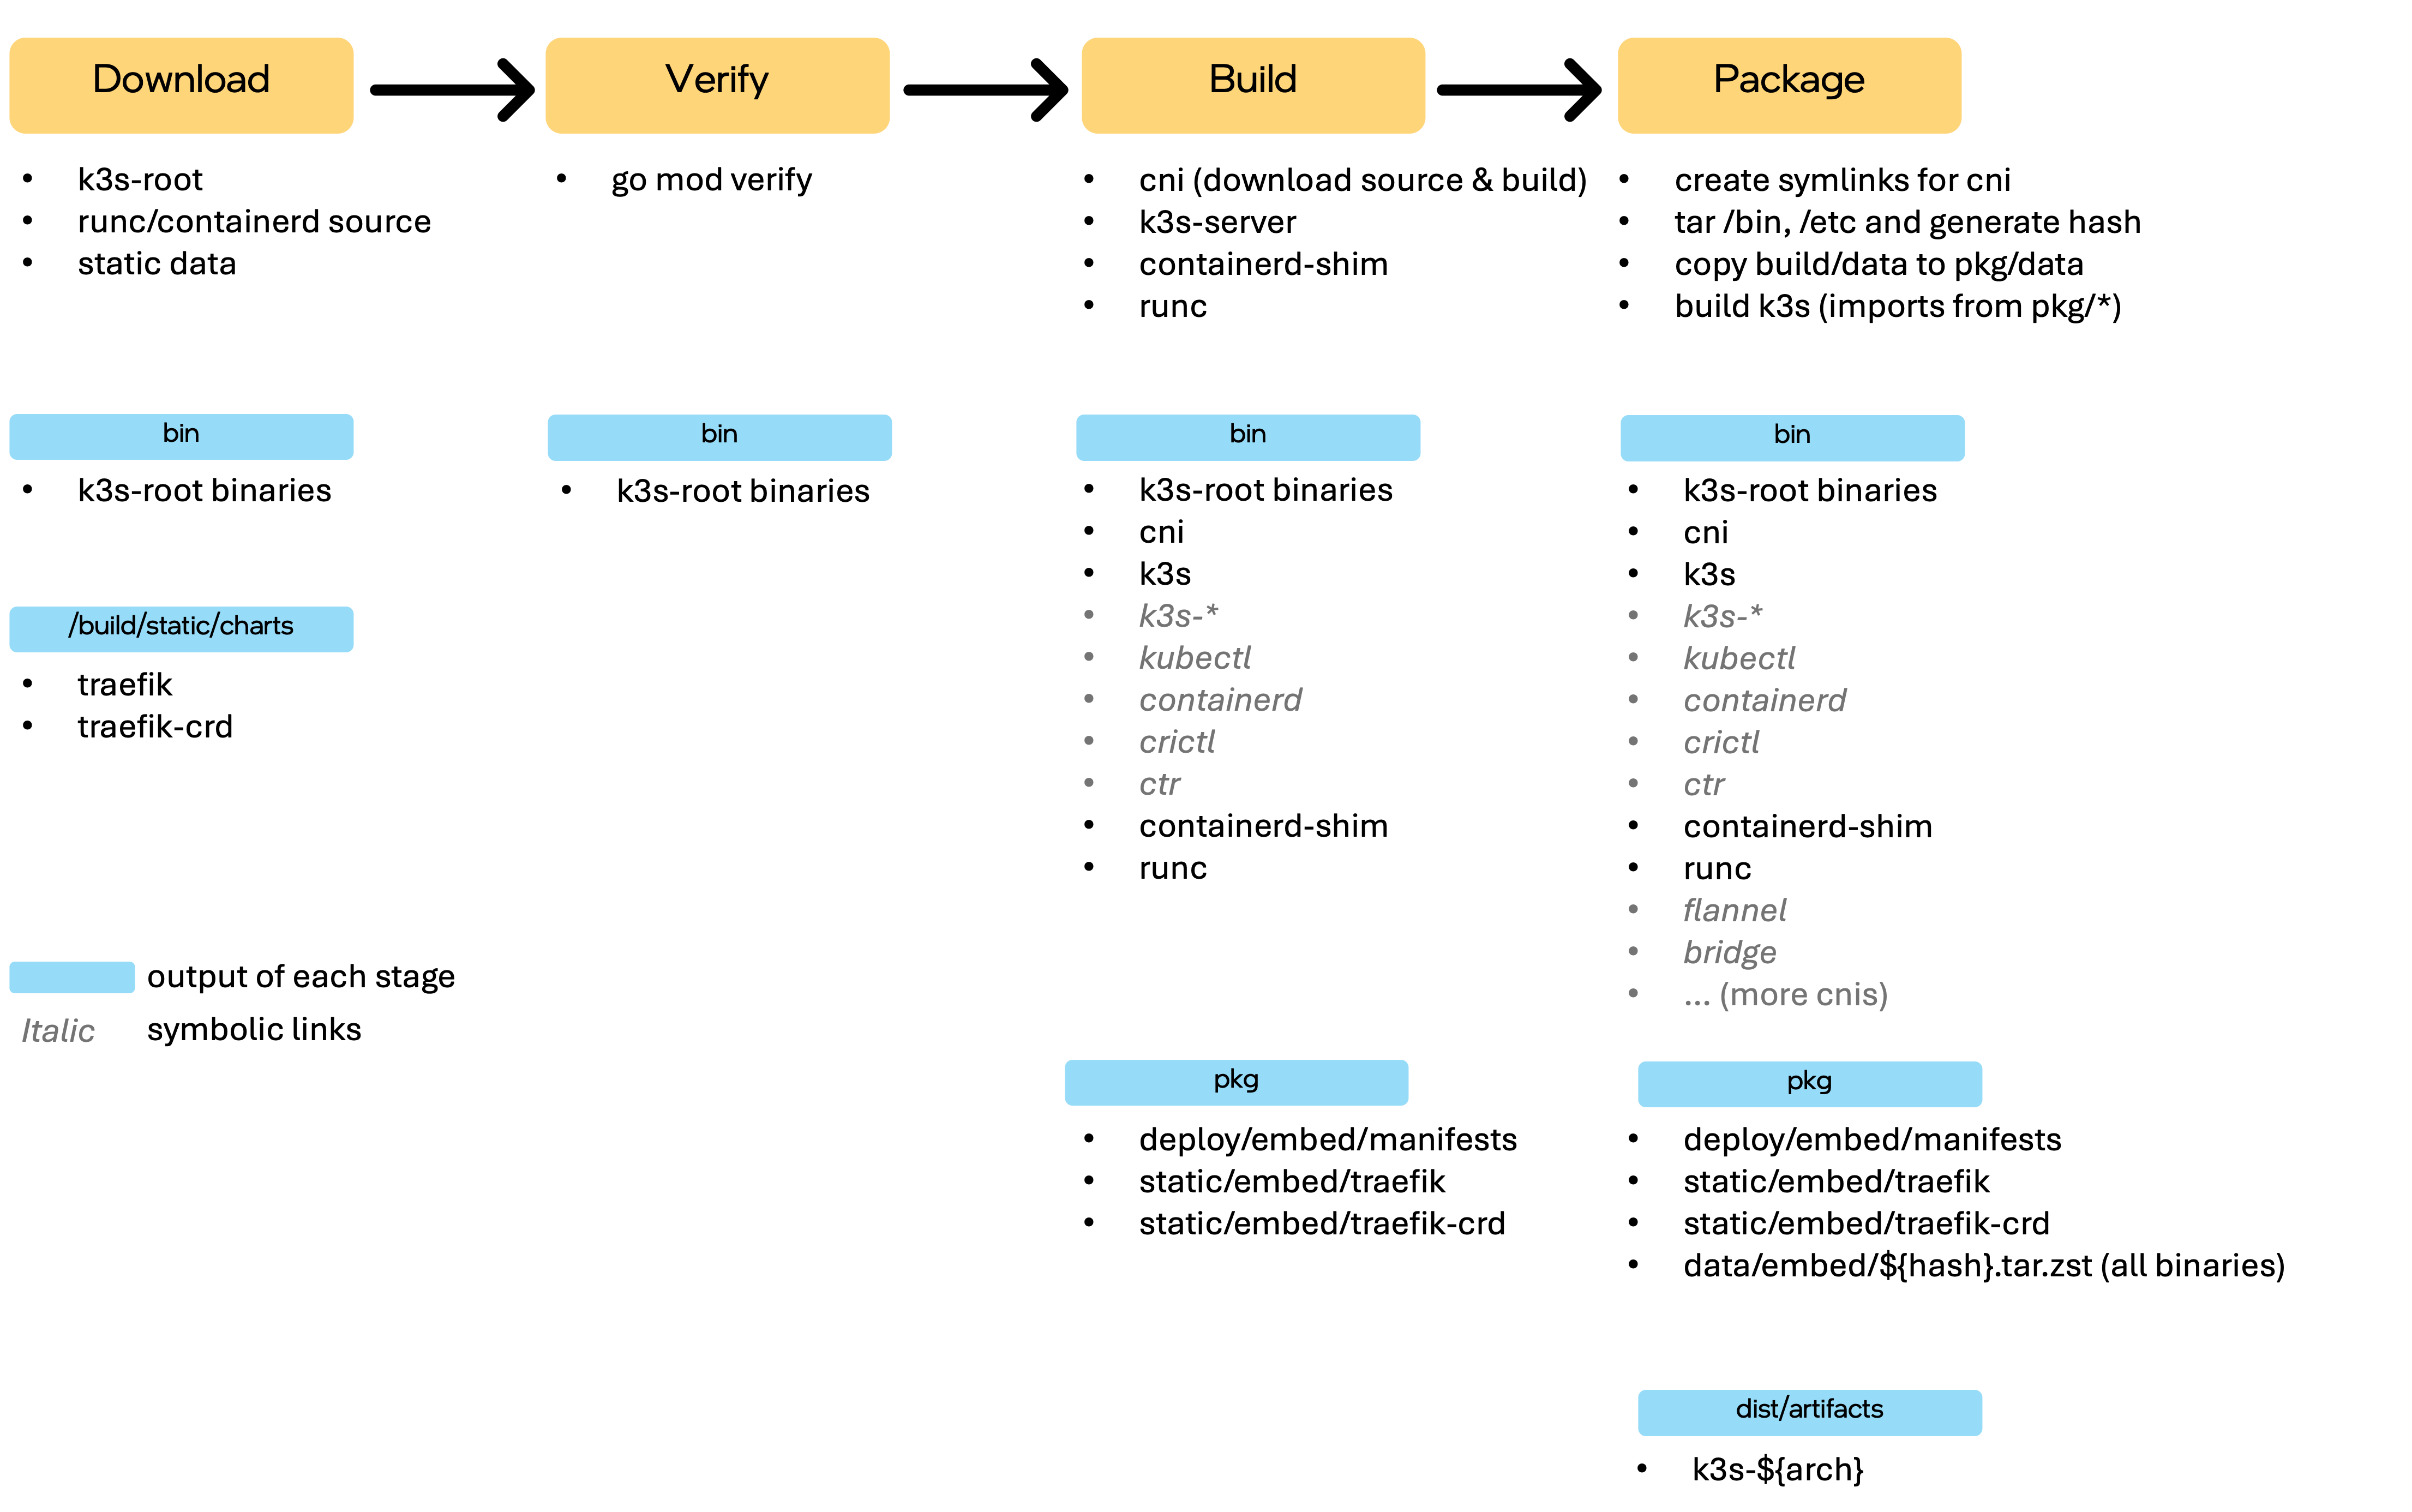 Download
Verify
Build
Package
• k3s-root
• runc/containerd source
• static data
• go mod verify
• cni (download source & build)
• k3s-server
• containerd-shim
• runc
• create symlinks for cni
• tar /bin, /etc and generate hash
• copy build/data to pkg/data
• build k3s (imports from pkg/*)
bin
• k3s-root binaries
/build/static/charts
• traefik
• traefik-crd
output of each stage
Italic symbolic links
bin
• k3s-root binaries
bin
• k3s-root binaries
• cni
• k3s
• k3s-*
• kubectl
• containerd
• crictl
• ctr
• containerd-shim
• runc
pkg
• deploy/embed/manifests
• static/embed/traefik
• static/embed/traefik-crd
bin
• k3s-root binaries
• cni
• k3s
• k3s-*
• kubectl
• containerd
• crictl
• ctr
• containerd-shim
• runc
• flannel
• bridge
• ... (more cnis)
pkg
• deploy/embed/manifests
• static/embed/traefik
• static/embed/traefik-crd
• data/embed/${hash}.tar.zst (all binaries)
dist/artifacts
• k3s-${arch}